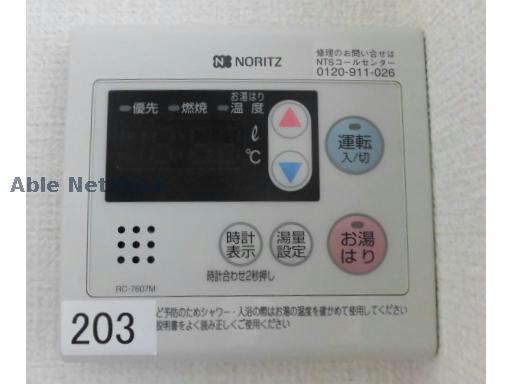 NORITZ
修理のお問い合せは
NTSコールセンター
0120-911-026
お湯はり
優先 燃焼 温度
ℓ
℃
運転
入/切
Able Network
時計
表示
湯量
設定
お湯
はり
時計合わせ2秒押し
RC-7607M
ど予防のためシャワー・入浴の際はお湯の温度を確かめて使用してください
説明書をよく読み正しくご使用ください
203